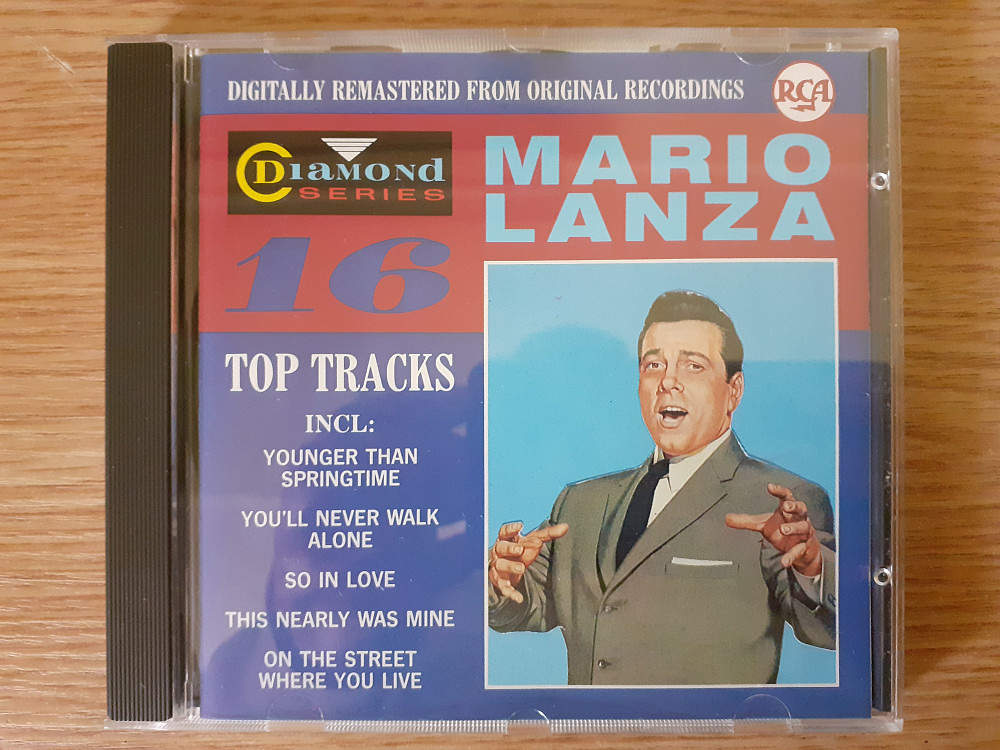 DIGITALLY REMASTERED FROM ORIGINAL RECORDINGS
RCA
CDIAMOND
SERIES
MARIO
LANZA
16
TOP TRACKS
INCL:
YOUNGER THAN
SPRINGTIME
YOU'LL NEVER WALK
ALONE
SO IN LOVE
THIS NEARLY WAS MINE
ON THE STREET
WHERE YOU LIVE